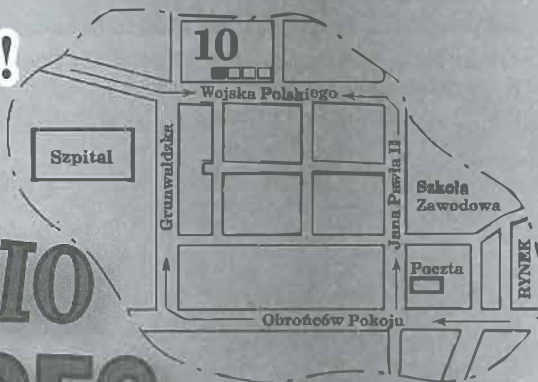 !
10
Wojska Polskiego
Szpital
Grunwaldzka
Jana Pawła II
Szkoła
Zawodowa
Poczta
RYNEK
IO
Obrońców Pokoju